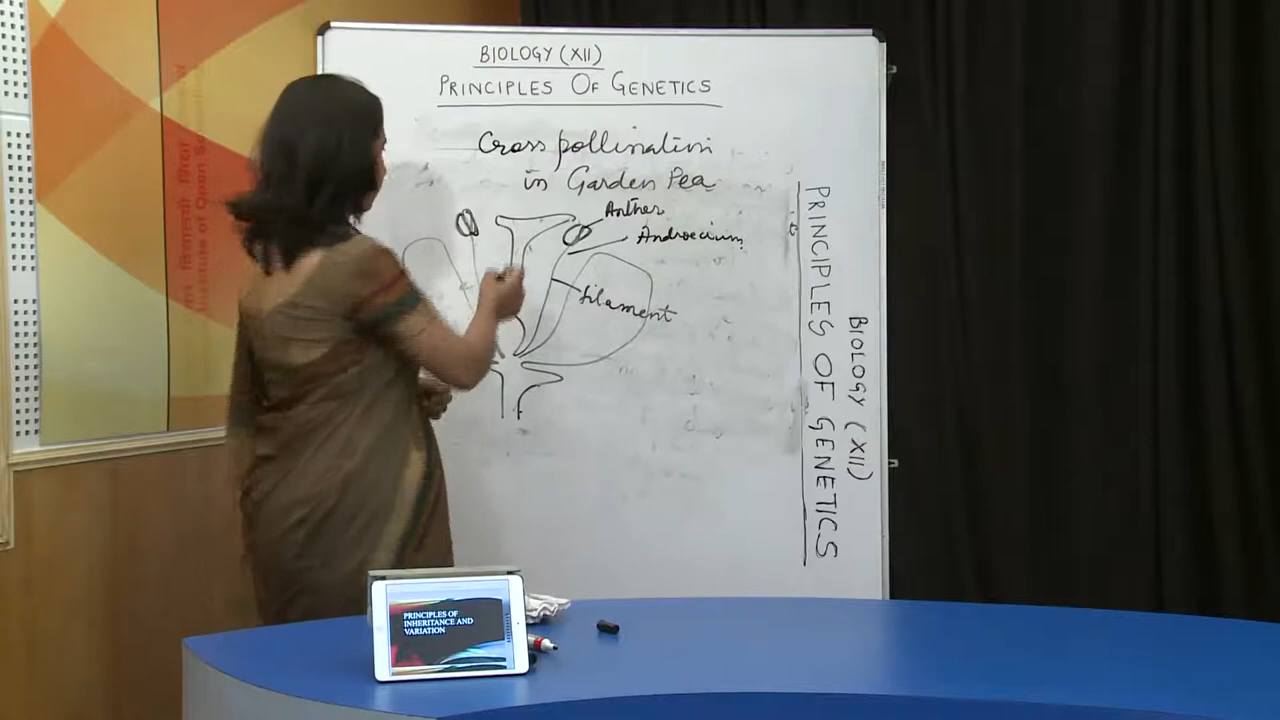 BIOLOGY (XII)
PRINCIPLES OF GENETICS
Cross pollination
in Garden Pea
Anther
Androecium
filament
BIOLOGY (XII)
PRINCIPLES OF GENETICS
PRINCIPLES OF
INHERITANCE AND
VARIATION